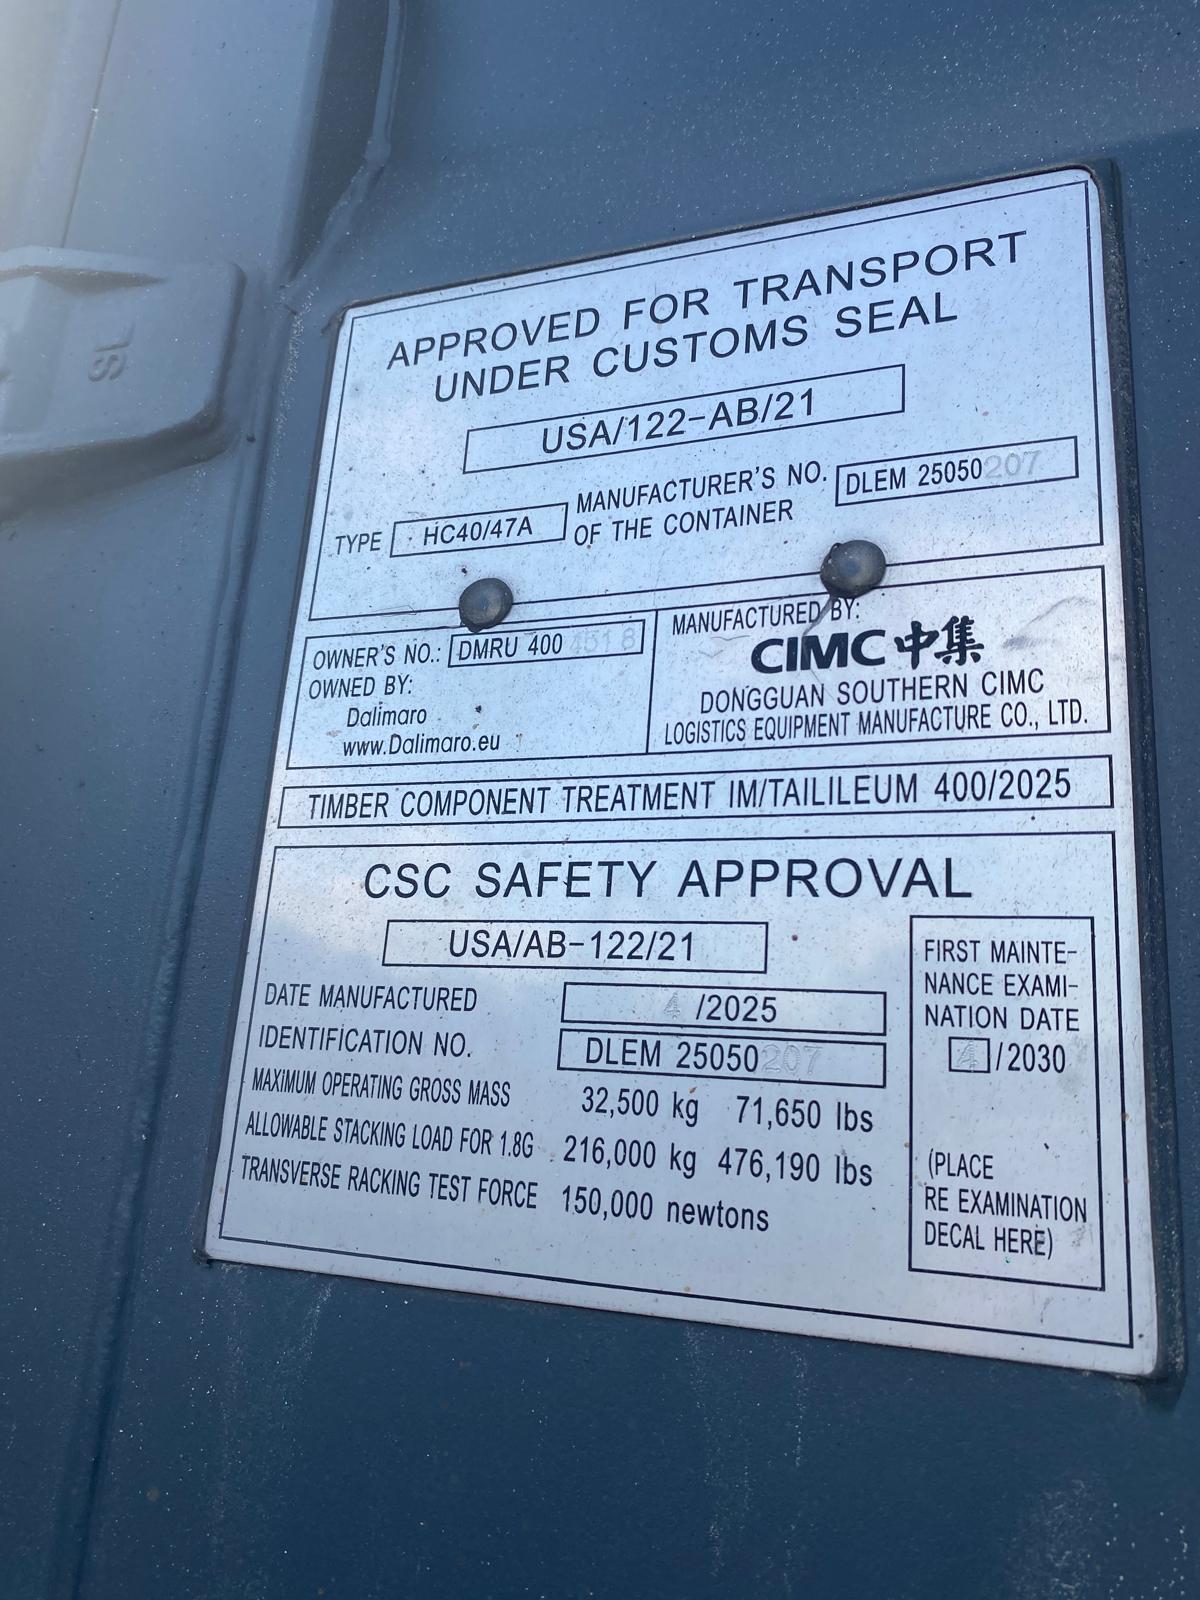 SL
APPROVED FOR TRANSPORT
UNDER CUSTOMS SEAL
USA/122-AB/21
TYPE HC40/47A MANUFACTURER'S NO. OF THE CONTAINER DLEM 25050207
OWNER'S NO.: DMRU 400
OWNED BY:
Dalimaro
www.Dalimaro.eu
MANUFACTURED BY:
CIMC中集
DONGGUAN SOUTHERN CIMC
LOGISTICS EQUIPMENT MANUFACTURE CO., LTD.
TIMBER COMPONENT TREATMENT IM/TAILILEUM 400/2025
CSC SAFETY APPROVAL
USA/AB-122/21
DATE MANUFACTURED 4 /2025
IDENTIFICATION NO. DLEM 25050207
MAXIMUM OPERATING GROSS MASS 32,500 kg 71,650 lbs
ALLOWABLE STACKING LOAD FOR 1.8G 216,000 kg 476,190 lbs
TRANSVERSE RACKING TEST FORCE 150,000 newtons
FIRST MAINTE-
NANCE EXAMI-
NATION DATE
4 / 2030
(PLACE
RE EXAMINATION
DECAL HERE)